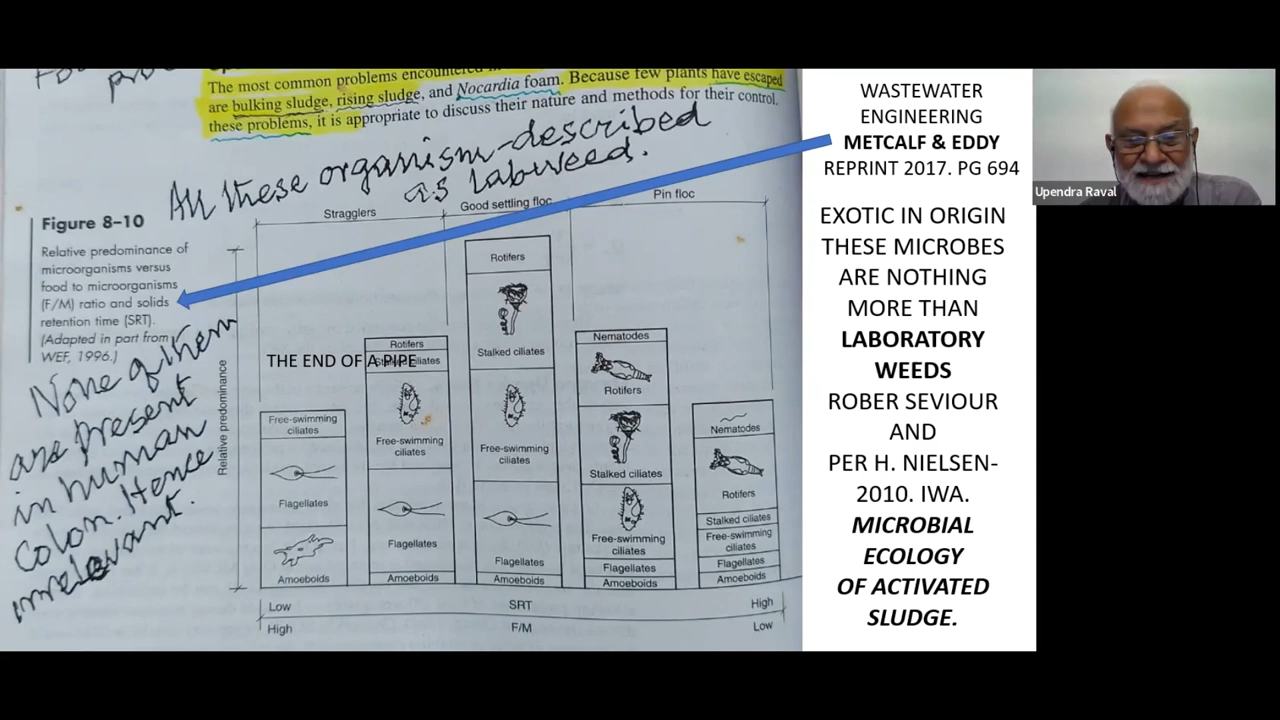 The most common problems encountered
are bulking sludge, rising sludge, and Nocardia foam. Because few plants have escaped
these problems, it is appropriate to discuss their nature and methods for their control.
All these organism-described
as labweed.
Figure 8–10
Relative predominance of
microorganisms versus
food to microorganisms
(F/M) ratio and solids
retention time (SRT).
(Adapted in part from
WEF, 1996.)
None of them
are present
in human
Colon. Hence
irrelevant.
Relative predominance
Stragglers
Good settling floc
Pin floc
THE END OF A PIPE
Free-swimming
ciliates
Flagellates
Amoeboids
Rotifers
Stalked ciliates
Free-swimming
ciliates
Flagellates
Amoeboids
Rotifers
Stalked ciliates
Free-swimming
ciliates
Flagellates
Amoeboids
Nematodes
Rotifers
Stalked ciliates
Free-swimming
ciliates
Flagellates
Amoeboids
Nematodes
Rotifers
Stalked ciliates
Free-swimming
ciliates
Flagellates
Amoeboids
Low SRT High
High F/M Low
WASTEWATER
ENGINEERING
METCALF & EDDY
REPRINT 2017. PG 694
EXOTIC IN ORIGIN
THESE MICROBES
ARE NOTHING
MORE THAN
LABORATORY
WEEDS
ROBER SEVIOUR
AND
PER H. NIELSEN-
2010. IWA.
MICROBIAL
ECOLOGY
OF ACTIVATED
SLUDGE.
Upendra Raval